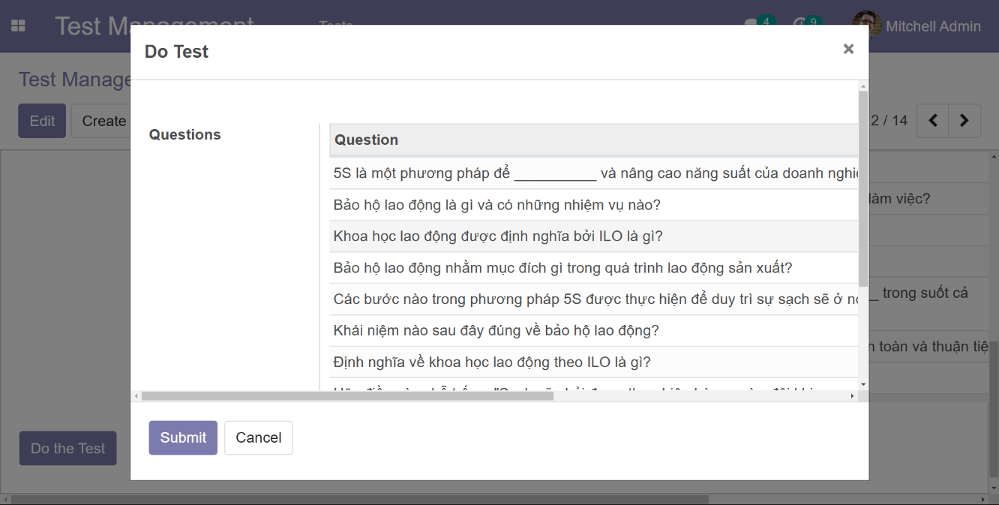 Test M
4
9
Mitchell Admin
Do Test
×
Test Manage
Edit
Create
2 / 14
Questions
Question
5S là một phương pháp để ___________ và nâng cao năng suất của doanh nghi
Bảo hộ lao động là gì và có những nhiệm vụ nào?
làm việc?
Khoa học lao động được định nghĩa bởi ILO là gì?
Bảo hộ lao động nhằm mục đích gì trong quá trình lao động sản xuất?
Các bước nào trong phương pháp 5S được thực hiện để duy trì sự sạch sẽ ở
_ trong suốt cả
Khái niệm nào sau đây đúng về bảo hộ lao động?
n toàn và thuận tiệ
Định nghĩa về khoa học lao động theo ILO là gì?
Submit
Cancel
Do the Test